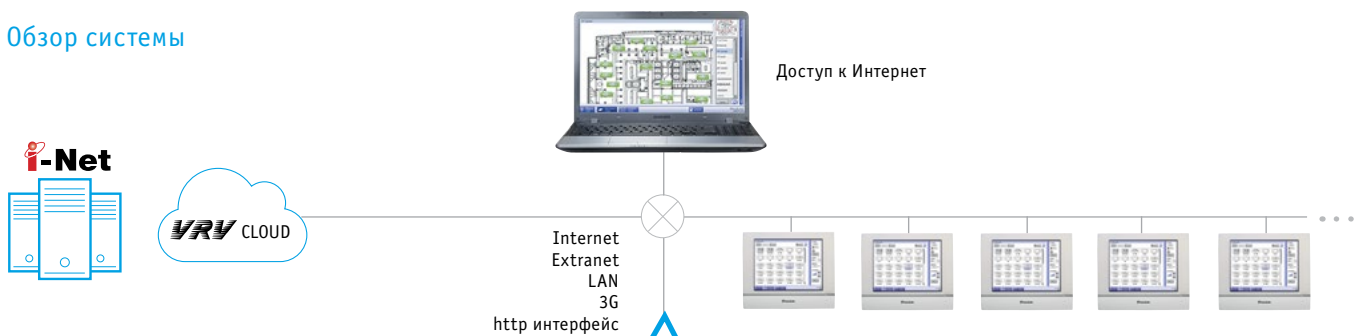 Обзор системы
Доступ к Интернет
i-Net
VRV CLOUD
Internet
Extranet
LAN
3G
http интерфейс